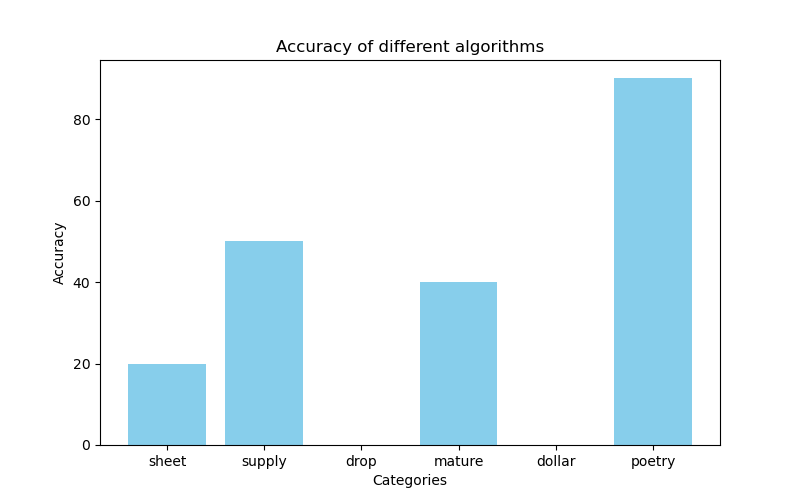 Accuracy of different algorithms
80
60
40
20
0
Accuracy
sheet supply drop mature dollar poetry
Categories